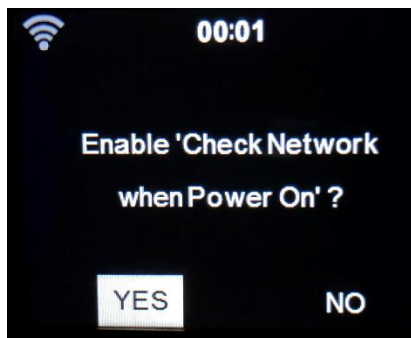 00:01
Enable 'Check Network
when Power On' ?
YES
NO